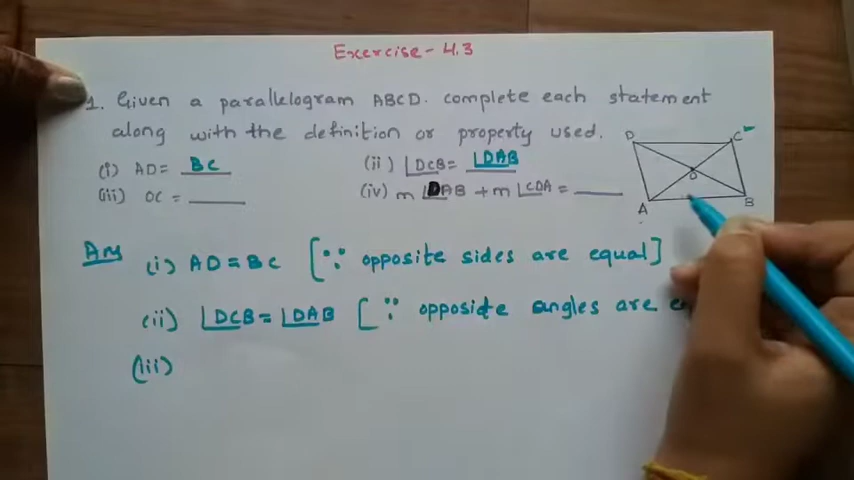 Exercise - 4.3
1. Given a parallelogram ABCD. complete each statement
along with the definition or property used.
(i) AD = BC (ii) ∠DCB = ∠DAB
(iii) OC = ______ (iv) m ∠DAB + m ∠CDA = ______
D C
O
A B
Ans (i) AD = BC [∵ opposite sides are equal]
(ii) ∠DCB = ∠DAB [∵ opposite angles are
(iii)